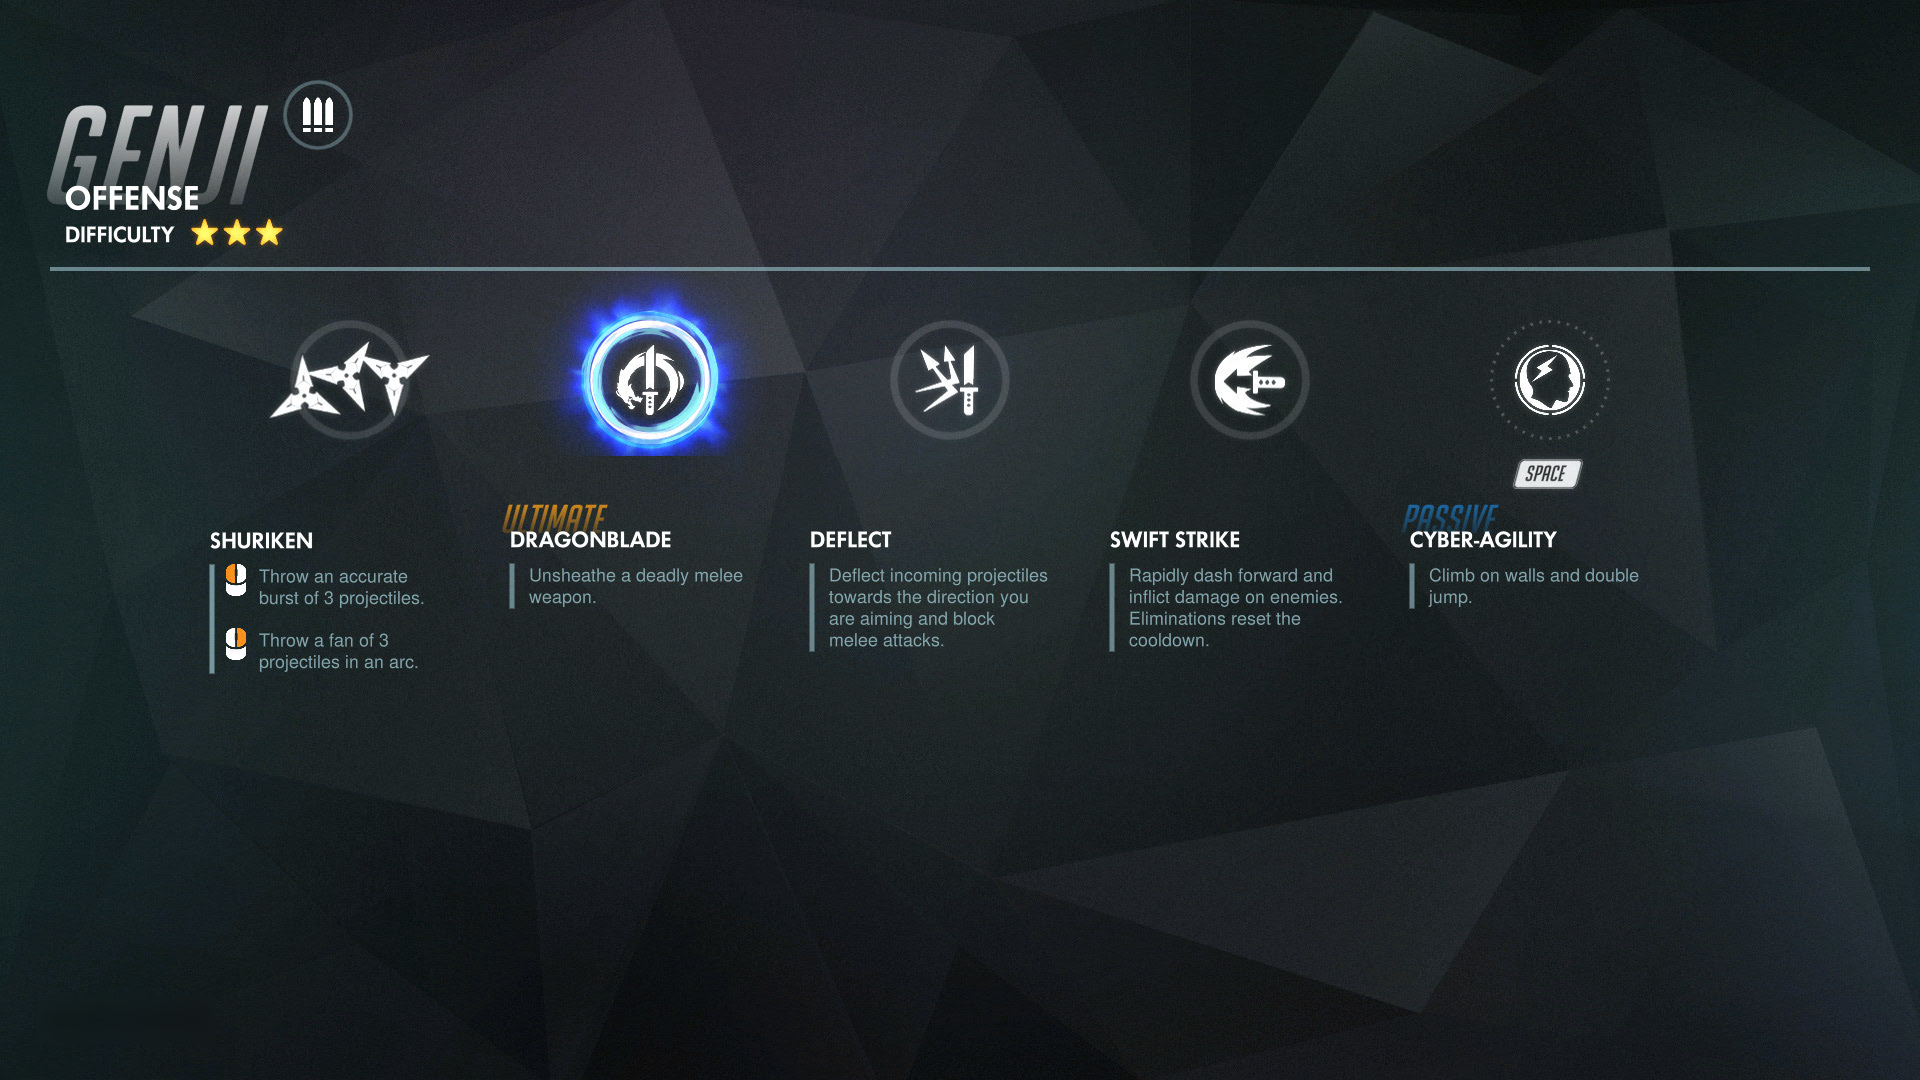 GENJI
OFFENSE
DIFFICULTY
SPACE
SHURIKEN
Throw an accurate
burst of 3 projectiles.
Throw a fan of 3
projectiles in an arc.
ULTIMATE
DRAGONBLADE
Unsheathe a deadly melee
weapon.
DEFLECT
Deflect incoming projectiles
towards the direction you
are aiming and block
melee attacks.
SWIFT STRIKE
Rapidly dash forward and
inflict damage on enemies.
Eliminations reset the
cooldown.
PASSIVE
CYBER-AGILITY
Climb on walls and double
jump.